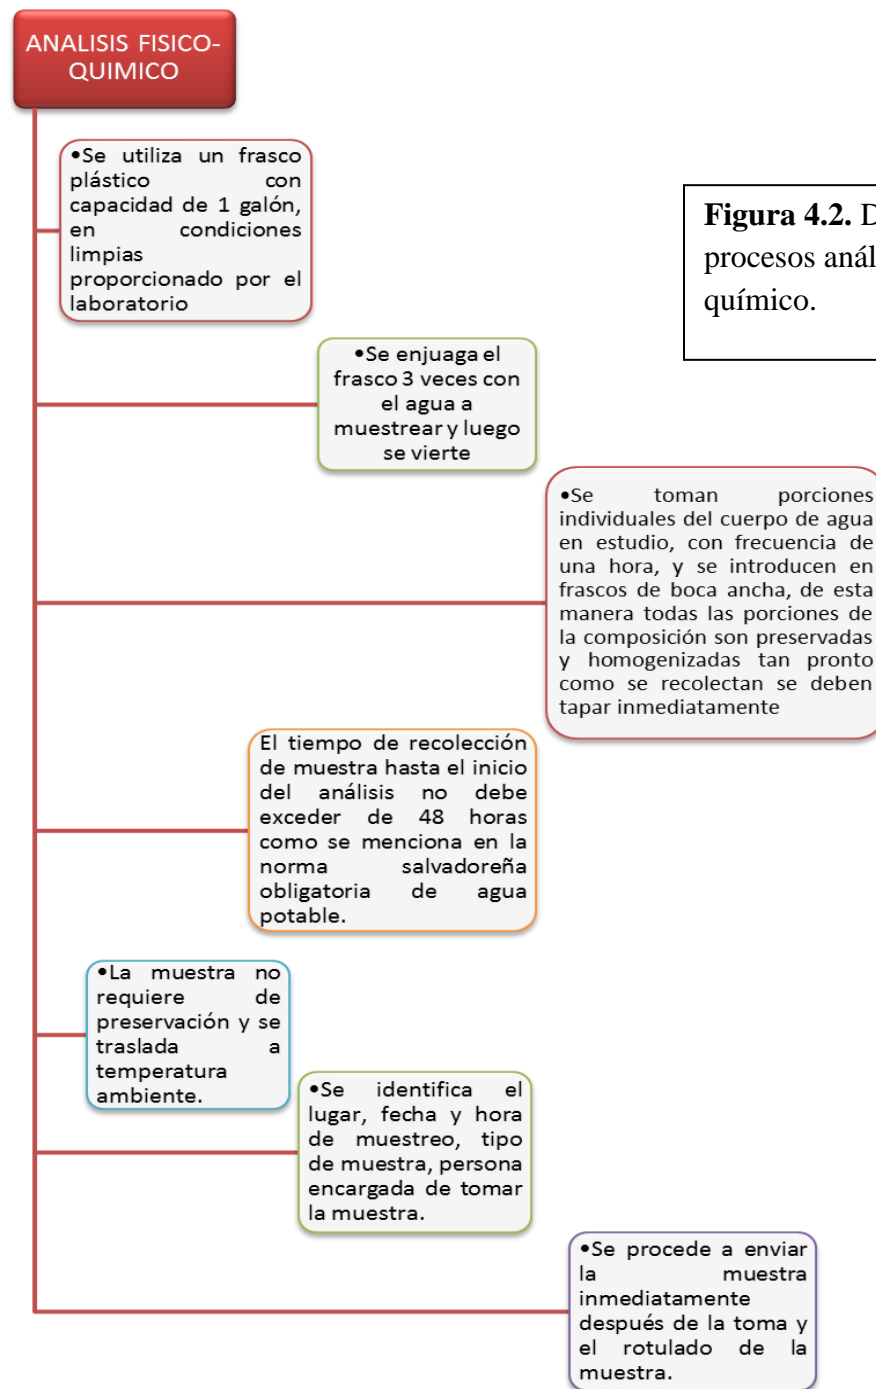 ANALISIS FISICO-
QUIMICO
•Se utiliza un frasco
plástico con
capacidad de 1 galón,
en condiciones
limpias
proporcionado por el
laboratorio
Figura 4.2. D
procesos anál
químico.
•Se enjuaga el
frasco 3 veces con
el agua a
muestrear y luego
se vierte
•Se toman porciones
individuales del cuerpo de agua
en estudio, con frecuencia de
una hora, y se introducen en
frascos de boca ancha, de esta
manera todas las porciones de
la composición son preservadas
y homogenizadas tan pronto
como se recolectan se deben
tapar inmediatamente
El tiempo de recolección
de muestra hasta el inicio
del análisis no debe
exceder de 48 horas
como se menciona en la
norma salvadoreña
obligatoria de agua
potable.
•La muestra no
requiere de
preservación y se
traslada a
temperatura
ambiente.
•Se identifica el
lugar, fecha y hora
de muestreo, tipo
de muestra, persona
encargada de tomar
la muestra.
•Se procede a enviar
la muestra
inmediatamente
después de la toma y
el rotulado de la
muestra.